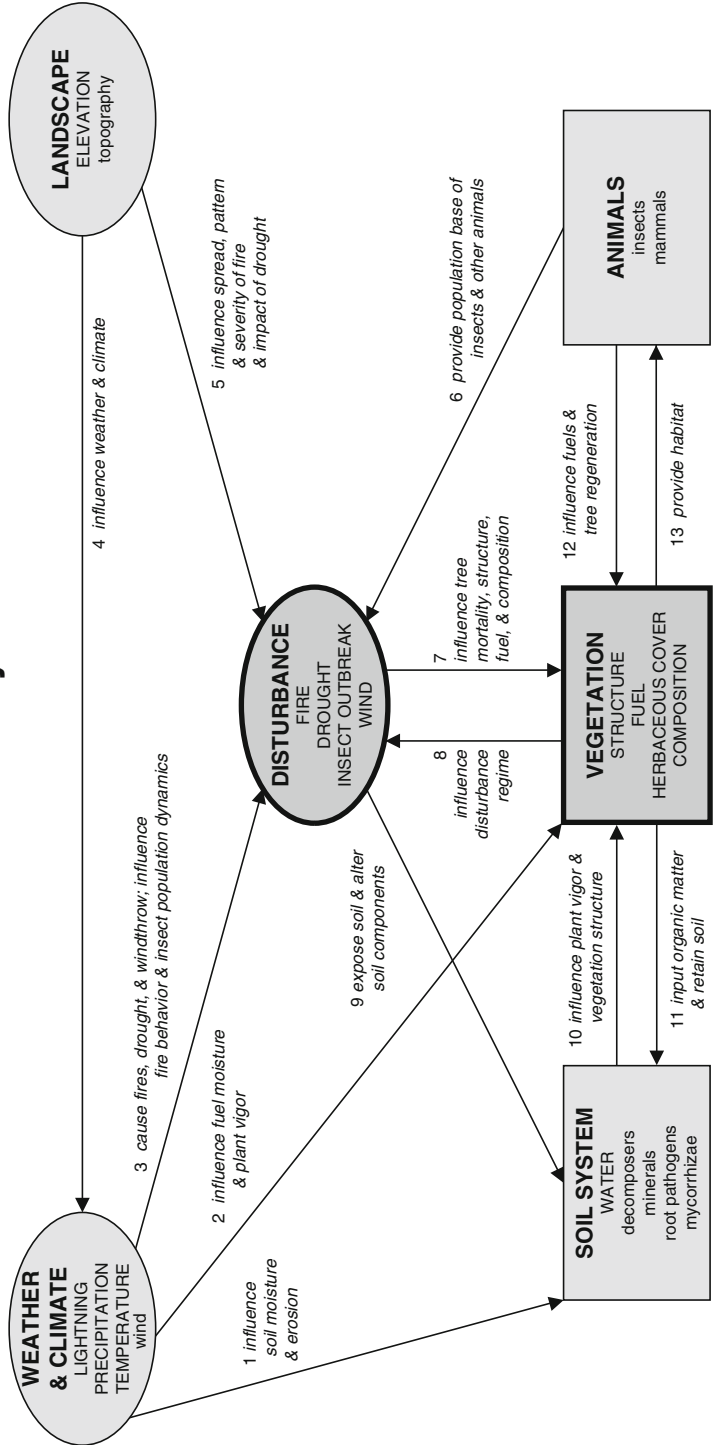 WEATHER
& CLIMATE
LIGHTNING
PRECIPITATION
TEMPERATURE
wind
LANDSCAPE
ELEVATION
topography
4 influence weather & climate
3 cause fires, drought, & windthrow; influence
fire behavior & insect population dynamics
5 influence spread, pattern
& severity of fire
& impact of drought
2 influence fuel moisture
& plant vigor
1 influence
soil moisture
& erosion
DISTURBANCE
FIRE
DROUGHT
INSECT OUTBREAK
WIND
9 expose soil & alter
soil components
8
influence
disturbance
regime
7
influence tree
mortality, structure,
fuel, & composition
6 provide population base of
insects & other animals
SOIL SYSTEM
WATER
decomposers
minerals
root pathogens
mycorrhizae
10 influence plant vigor &
vegetation structure
11 input organic matter
& retain soil
VEGETATION
STRUCTURE
FUEL
HERBACEOUS COVER
COMPOSITION
12 influence fuels &
tree regeneration
13 provide habitat
ANIMALS
insects
mammals